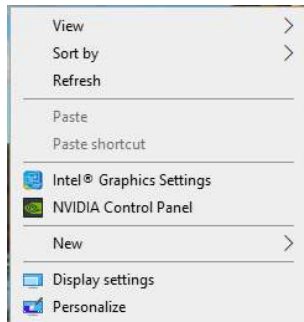 View
Sort by
Refresh
Paste
Paste shortcut
Intel® Graphics Settings
NVIDIA Control Panel
New
Display settings
Personalize